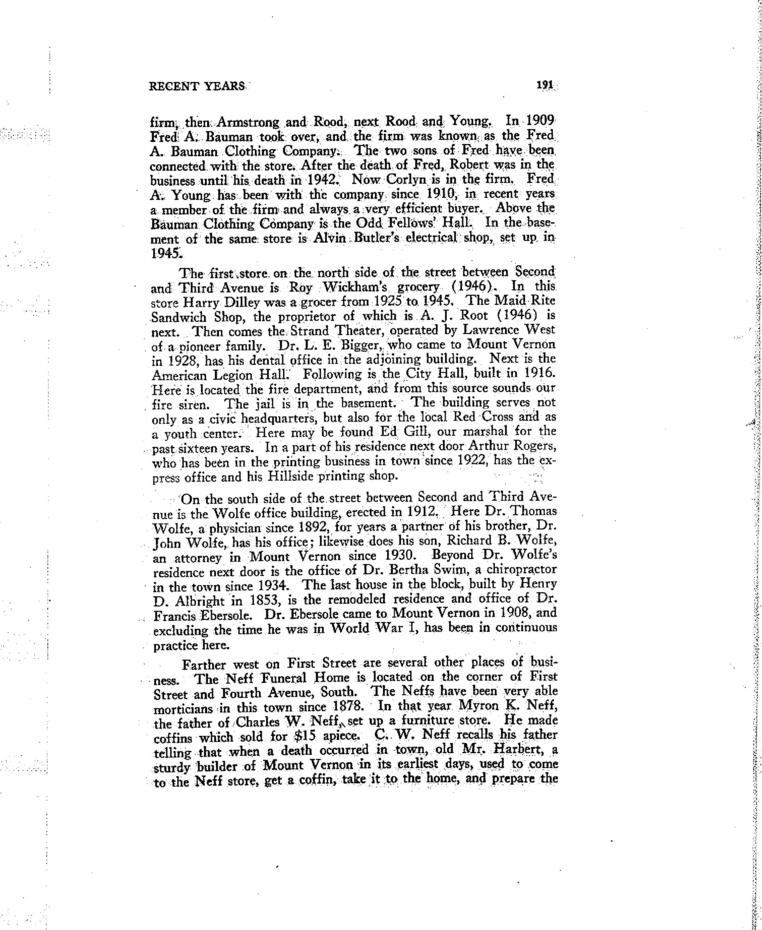 RECENT YEARS 191
firm, then Armstrong and Rood, next Rood and Young. In 1909
Fred A. Bauman took over, and the firm was known as the Fred
A. Bauman Clothing Company. The two sons of Fred have been
connected with the store. After the death of Fred, Robert was in the
business until his death in 1942. Now Corlyn is in the firm. Fred
A. Young has been with the company since 1910, in recent years
a member of the firm and always a very efficient buyer. Above the
Bauman Clothing Company is the Odd Fellows' Hall. In the base-
ment of the same store is Alvin Butler's electrical shop, set up in
1945.
The first store on the north side of the street between Second
and Third Avenue is Roy Wickham's grocery (1946). In this
store Harry Dilley was a grocer from 1925 to 1945. The Maid Rite
Sandwich Shop, the proprietor of which is A. J. Root (1946) is
next. Then comes the Strand Theater, operated by Lawrence West
of a pioneer family. Dr. L. E. Bigger, who came to Mount Vernon
in 1928, has his dental office in the adjoining building. Next is the
American Legion Hall. Following is the City Hall, built in 1916.
Here is located the fire department, and from this source sounds our
fire siren. The jail is in the basement. The building serves not
only as a civic headquarters, but also for the local Red Cross and as
a youth center. Here may be found Ed Gill, our marshal for the
past sixteen years. In a part of his residence next door Arthur Rogers,
who has been in the printing business in town since 1922, has the ex-
press office and his Hillside printing shop.
On the south side of the street between Second and Third Ave-
nue is the Wolfe office building, erected in 1912. Here Dr. Thomas
Wolfe, a physician since 1892, for years a partner of his brother, Dr.
John Wolfe, has his office; likewise does his son, Richard B. Wolfe,
an attorney in Mount Vernon since 1930. Beyond Dr. Wolfe's
residence next door is the office of Dr. Bertha Swim, a chiropractor
in the town since 1934. The last house in the block, built by Henry
D. Albright in 1853, is the remodeled residence and office of Dr.
Francis Ebersole. Dr. Ebersole came to Mount Vernon in 1908, and
excluding the time he was in World War I, has been in continuous
practice here.
Farther west on First Street are several other places of busi-
ness. The Neff Funeral Home is located on the corner of First
Street and Fourth Avenue, South. The Neffs have been very able
morticians in this town since 1878. In that year Myron K. Neff,
the father of Charles W. Neff, set up a furniture store. He made
coffins which sold for $15 apiece. C. W. Neff recalls his father
telling that when a death occurred in town, old Mr. Harbert, a
sturdy builder of Mount Vernon in its earliest days, used to come
to the Neff store, get a coffin, take it to the home, and prepare the